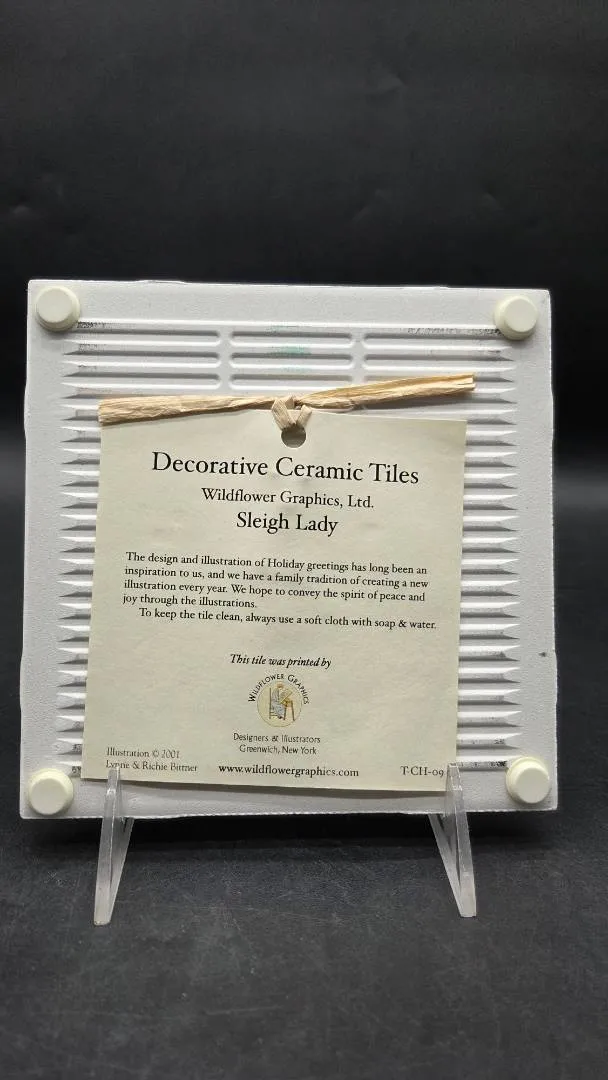 Decorative Ceramic Tiles
Wildflower Graphics, Ltd.
Sleigh Lady
The design and illustration of Holiday greetings has long been an
inspiration to us, and we have a family tradition of creating a new
illustration every year. We hope to convey the spirit of peace and
joy through the illustrations.
To keep the tile clean, always use a soft cloth with soap & water.
This tile was printed by
WILDFLOWER GRAPHICS
Designers & Illustrators
Greenwich, New York
Illustration © 2001
Lynne & Richie Bittner
www.wildflowergraphics.com
T-CH-09